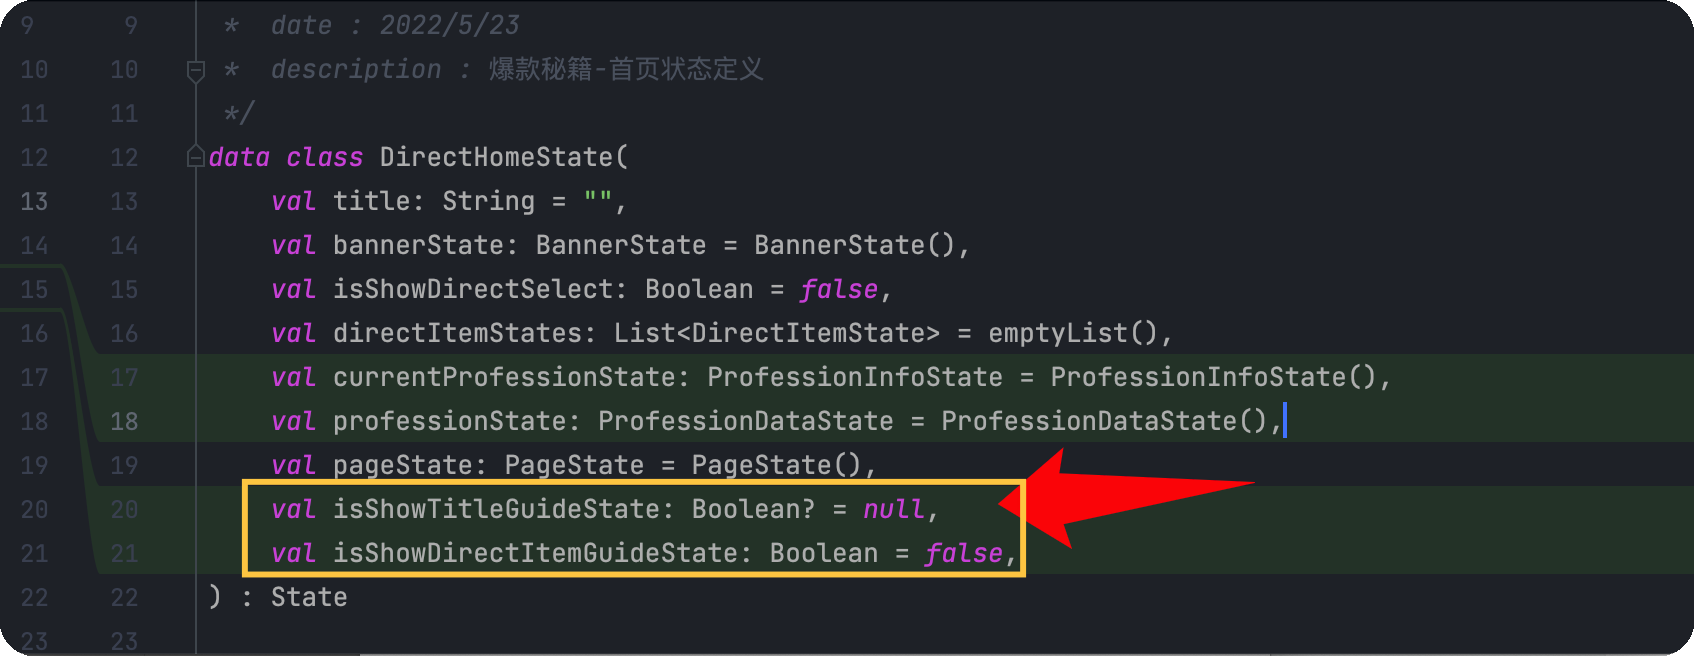 9 9 * date : 2022/5/23
10 10 * description : 爆款秘籍-首页状态定义
11 11 */
12 12 data class DirectHomeState(
13 13 val title: String = "",
14 14 val bannerState: BannerState = BannerState(),
15 15 val isShowDirectSelect: Boolean = false,
16 16 val directItemStates: List<DirectItemState> = emptyList(),
17 17 val currentProfessionState: ProfessionInfoState = ProfessionInfoState(),
18 18 val professionState: ProfessionDataState = ProfessionDataState(),
19 19 val pageState: PageState = PageState(),
20 20 val isShowTitleGuideState: Boolean? = null,
21 21 val isShowDirectItemGuideState: Boolean = false,
22 22 ) : State
23 23